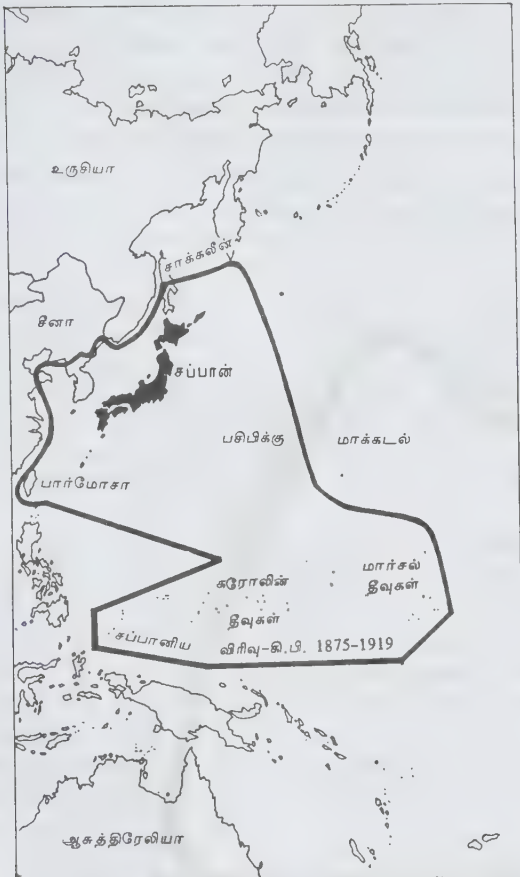 உருசியா
சாக்கலீன்
சீனா
சப்பான்
பசிபிக்கு மாக்கடல்
பார்மோசா
கரோலின்
தீவுகள்
மார்சல்
தீவுகள்
சப்பானிய விரிவு-கி.பி. 1875-1919
ஆசுத்திரேலியா